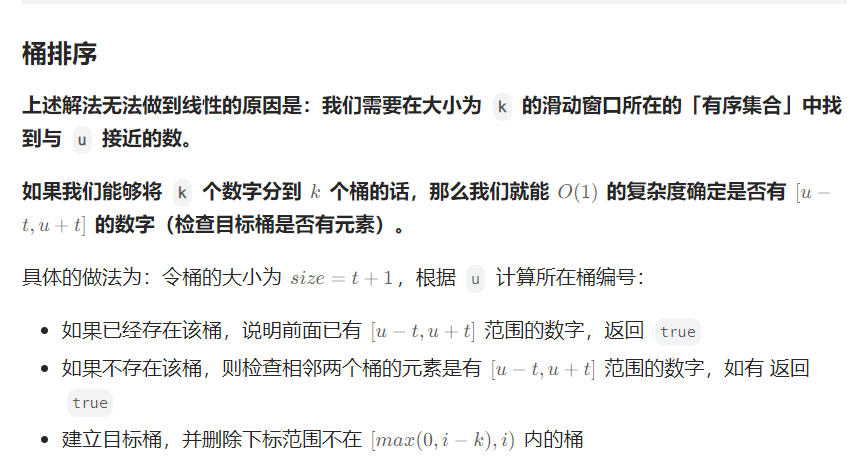 桶排序
上述解法无法做到线性的原因是：我们需要在大小为 k 的滑动窗口所在的「有序集合」中找
到与 u 接近的数。
如果我们能够将 k 个数字分到 k 个桶的话，那么我们就能 O(1) 的复杂度确定是否有 [u −
t, u + t] 的数字（检查目标桶是否有元素）。
具体的做法为：令桶的大小为 size = t + 1，根据 u 计算所在桶编号：
• 如果已经存在该桶，说明前面已有 [u − t, u + t] 范围的数字，返回 true
• 如果不存在该桶，则检查相邻两个桶的元素是有 [u − t, u + t] 范围的数字，如有 返回
true
• 建立目标桶，并删除下标范围不在 [max(0, i − k), i) 内的桶